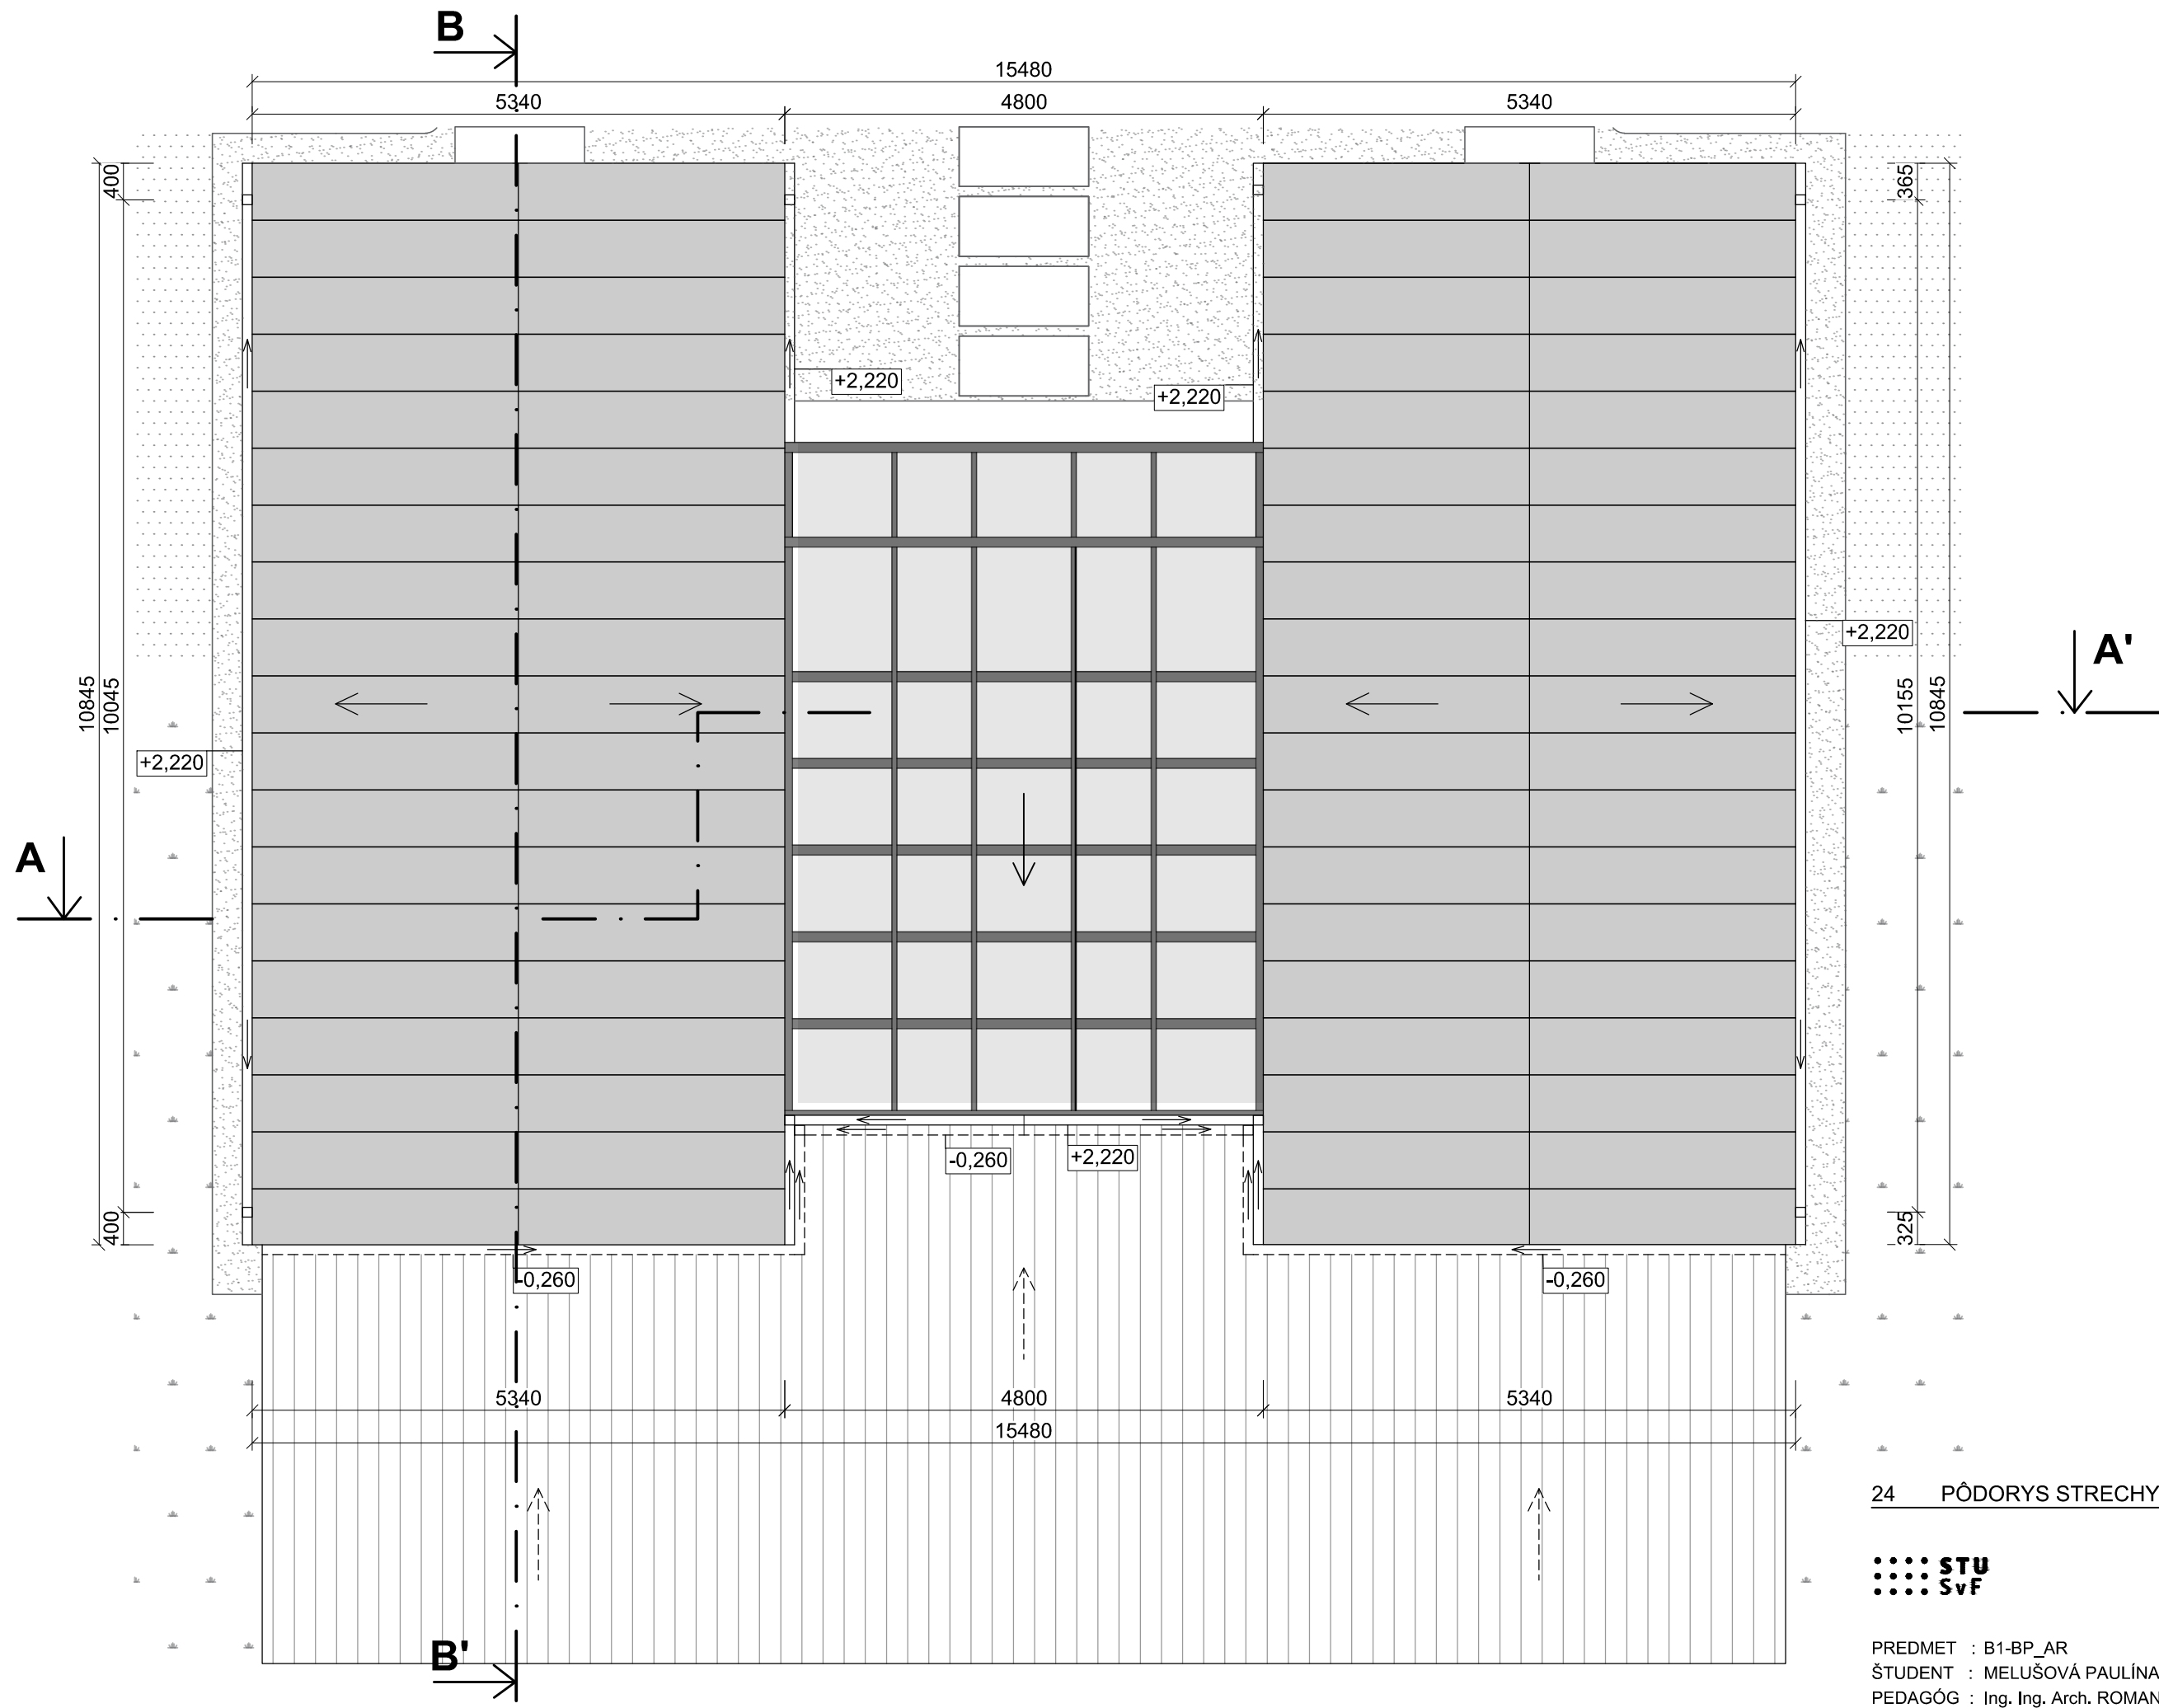 B
15480
5340 4800 5340
400
365
+2,220
+2,220
+2,220
A'
10845
10045
10155
10845
+2,220
A
-0,260
+2,220
400
325
-0,260
-0,260
5340 4800 5340
15480
24 PÔDORYS STRECHY
STU
SvF
B'
PREDMET : B1-BP_AR
ŠTUDENT : MELUŠOVÁ PAULÍNA
PEDAGÓG : Ing. Ing. Arch. ROMAN